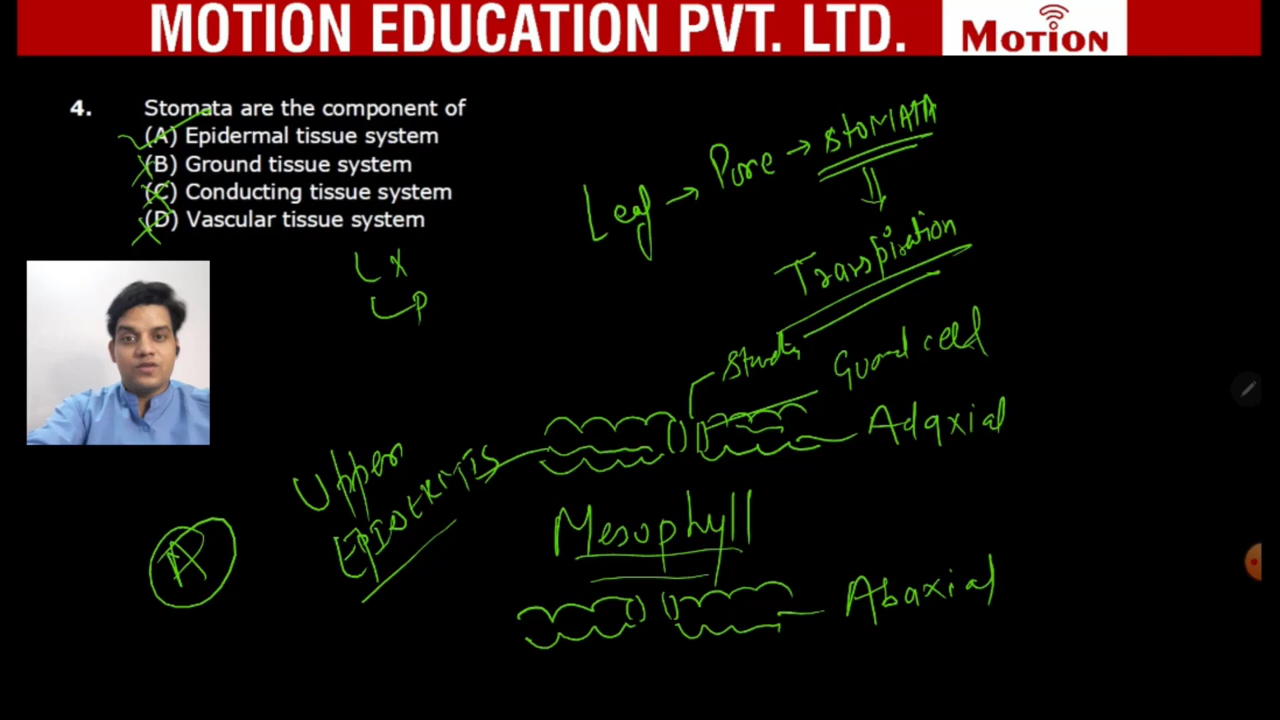 MOTION EDUCATION PVT. LTD.
MOTION
4. Stomata are the component of
(A) Epidermal tissue system
(B) Ground tissue system
(C) Conducting tissue system
(D) Vascular tissue system
Leaf → Pore → STOMATA
Transpiration
X
P
Guard cell
Adaxial
Upper
EPIDERMIS
Mesophyll
A
Abaxial